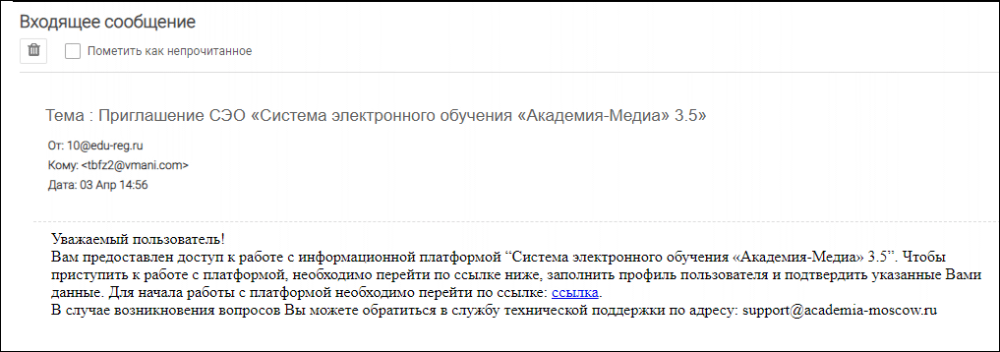 Входящее сообщение
Пометить как непрочитанное
Тема : Приглашение СЭО «Система электронного обучения «Академия-Медиа» 3.5»
От: 10@edu-reg.ru
Кому: <tbfz2@vmani.com>
Дата: 03 Апр 14:56
Уважаемый пользователь!
Вам предоставлен доступ к работе с информационной платформой “Система электронного обучения «Академия-Медиа» 3.5”. Чтобы
приступить к работе с платформой, необходимо перейти по ссылке ниже, заполнить профиль пользователя и подтвердить указанные Вами
данные. Для начала работы с платформой необходимо перейти по ссылке: ссылка.
В случае возникновения вопросов Вы можете обратиться в службу технической поддержки по адресу: support@academia-moscow.ru